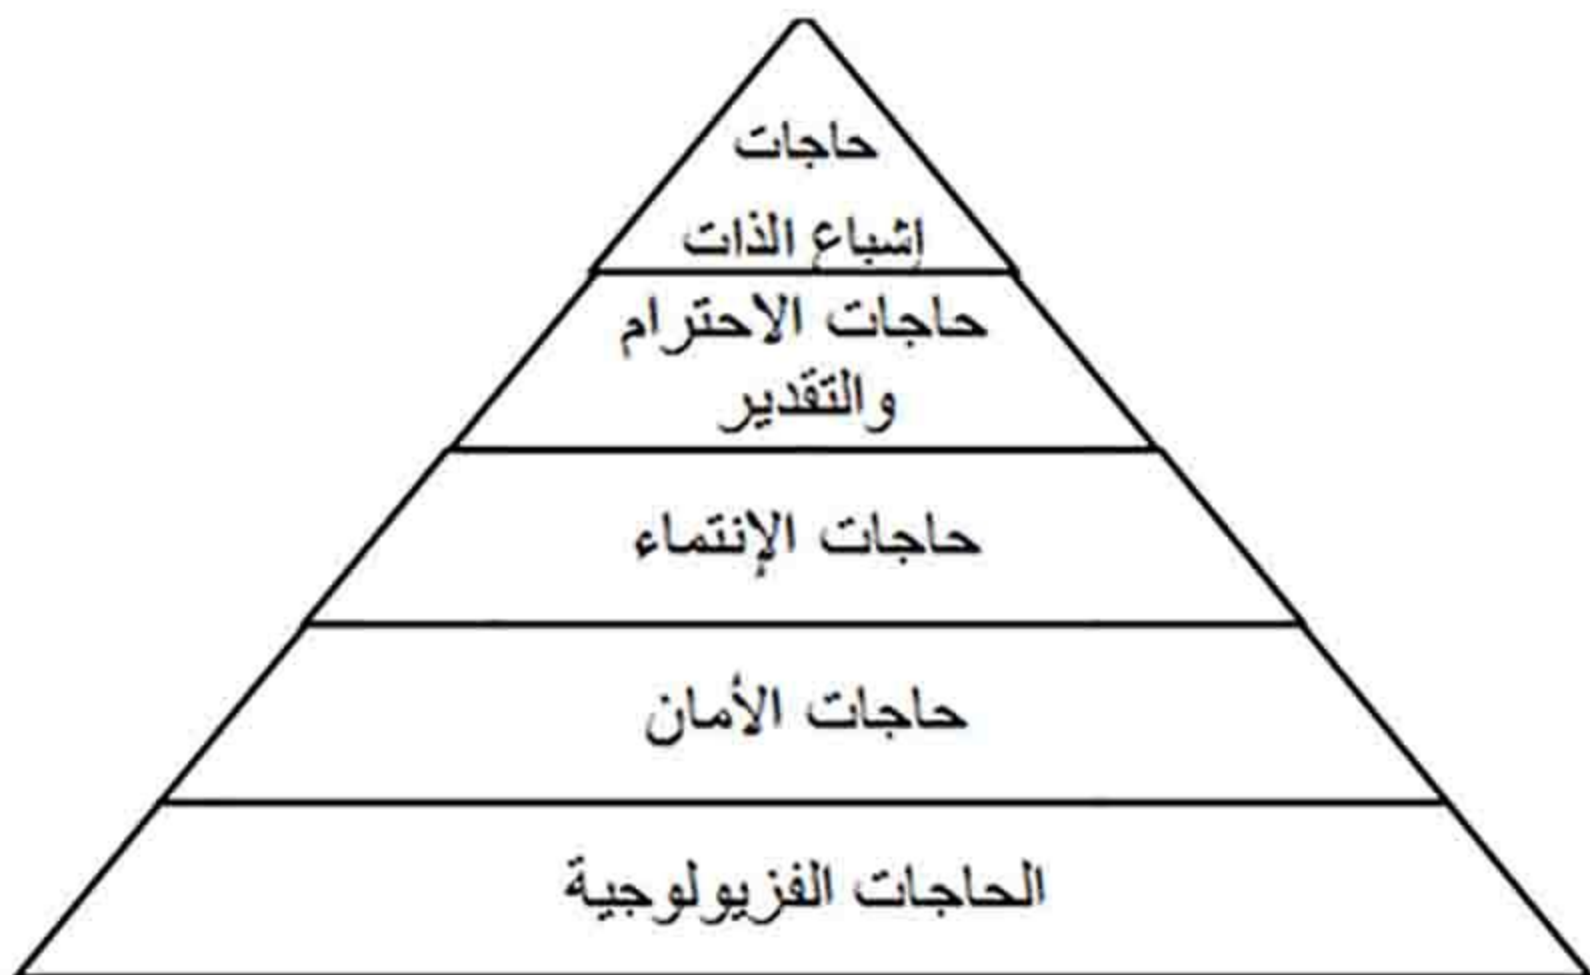 حاجات
إشباع الذات
حاجات الاحترام
والتقدير
حاجات الإنتماء
حاجات الأمان
الحاجات الفزيولوجية